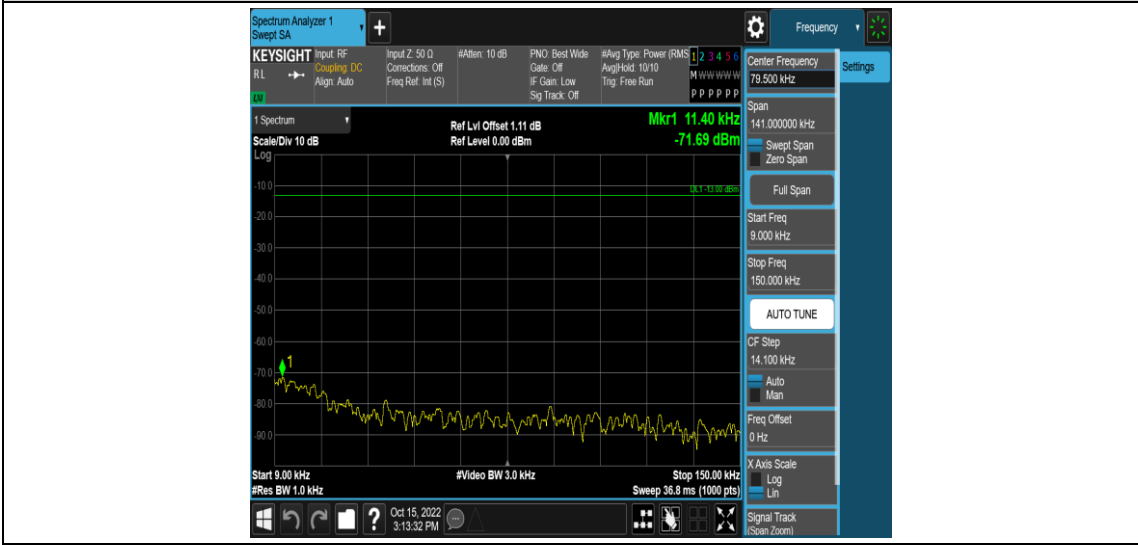 Spectrum Analyzer 1
Swept SA
+
Frequency
KEYSIGHT
Input: RF
Input Z: 50 Ω
#Atten: 10 dB
PNO: Best Wide
#Avg Type: Power (RMS
1 2 3 4 5 6
RL
Coupling: DC
Corrections: Off
Gate: Off
Avg|Hold: 10/10
M W W W W W
Align: Auto
Freq Ref: Int (S)
IF Gain: Low
Trig: Free Run
P P P P P P
Sig Track: Off
1 Spectrum
Ref Lvl Offset 1.11 dB
Mkr1 11.40 kHz
Scale/Div 10 dB
Ref Level 0.00 dBm
-71.69 dBm
Log
DL1 -13.00 dBm
-10.0
-20.0
-30.0
-40.0
-50.0
-60.0
1
-70.0
-80.0
-90.0
Start 9.00 kHz
#Video BW 3.0 kHz
Stop 150.00 kHz
#Res BW 1.0 kHz
Sweep 36.8 ms (1000 pts)
Center Frequency
79.500 kHz
Settings
Span
141.000000 kHz
Swept Span
Zero Span
Full Span
Start Freq
9.000 kHz
Stop Freq
150.000 kHz
AUTO TUNE
CF Step
14.100 kHz
Auto
Man
Freq Offset
0 Hz
X Axis Scale
Log
Lin
Signal Track
(Span Zoom)
?
Oct 15, 2022
3:13:32 PM